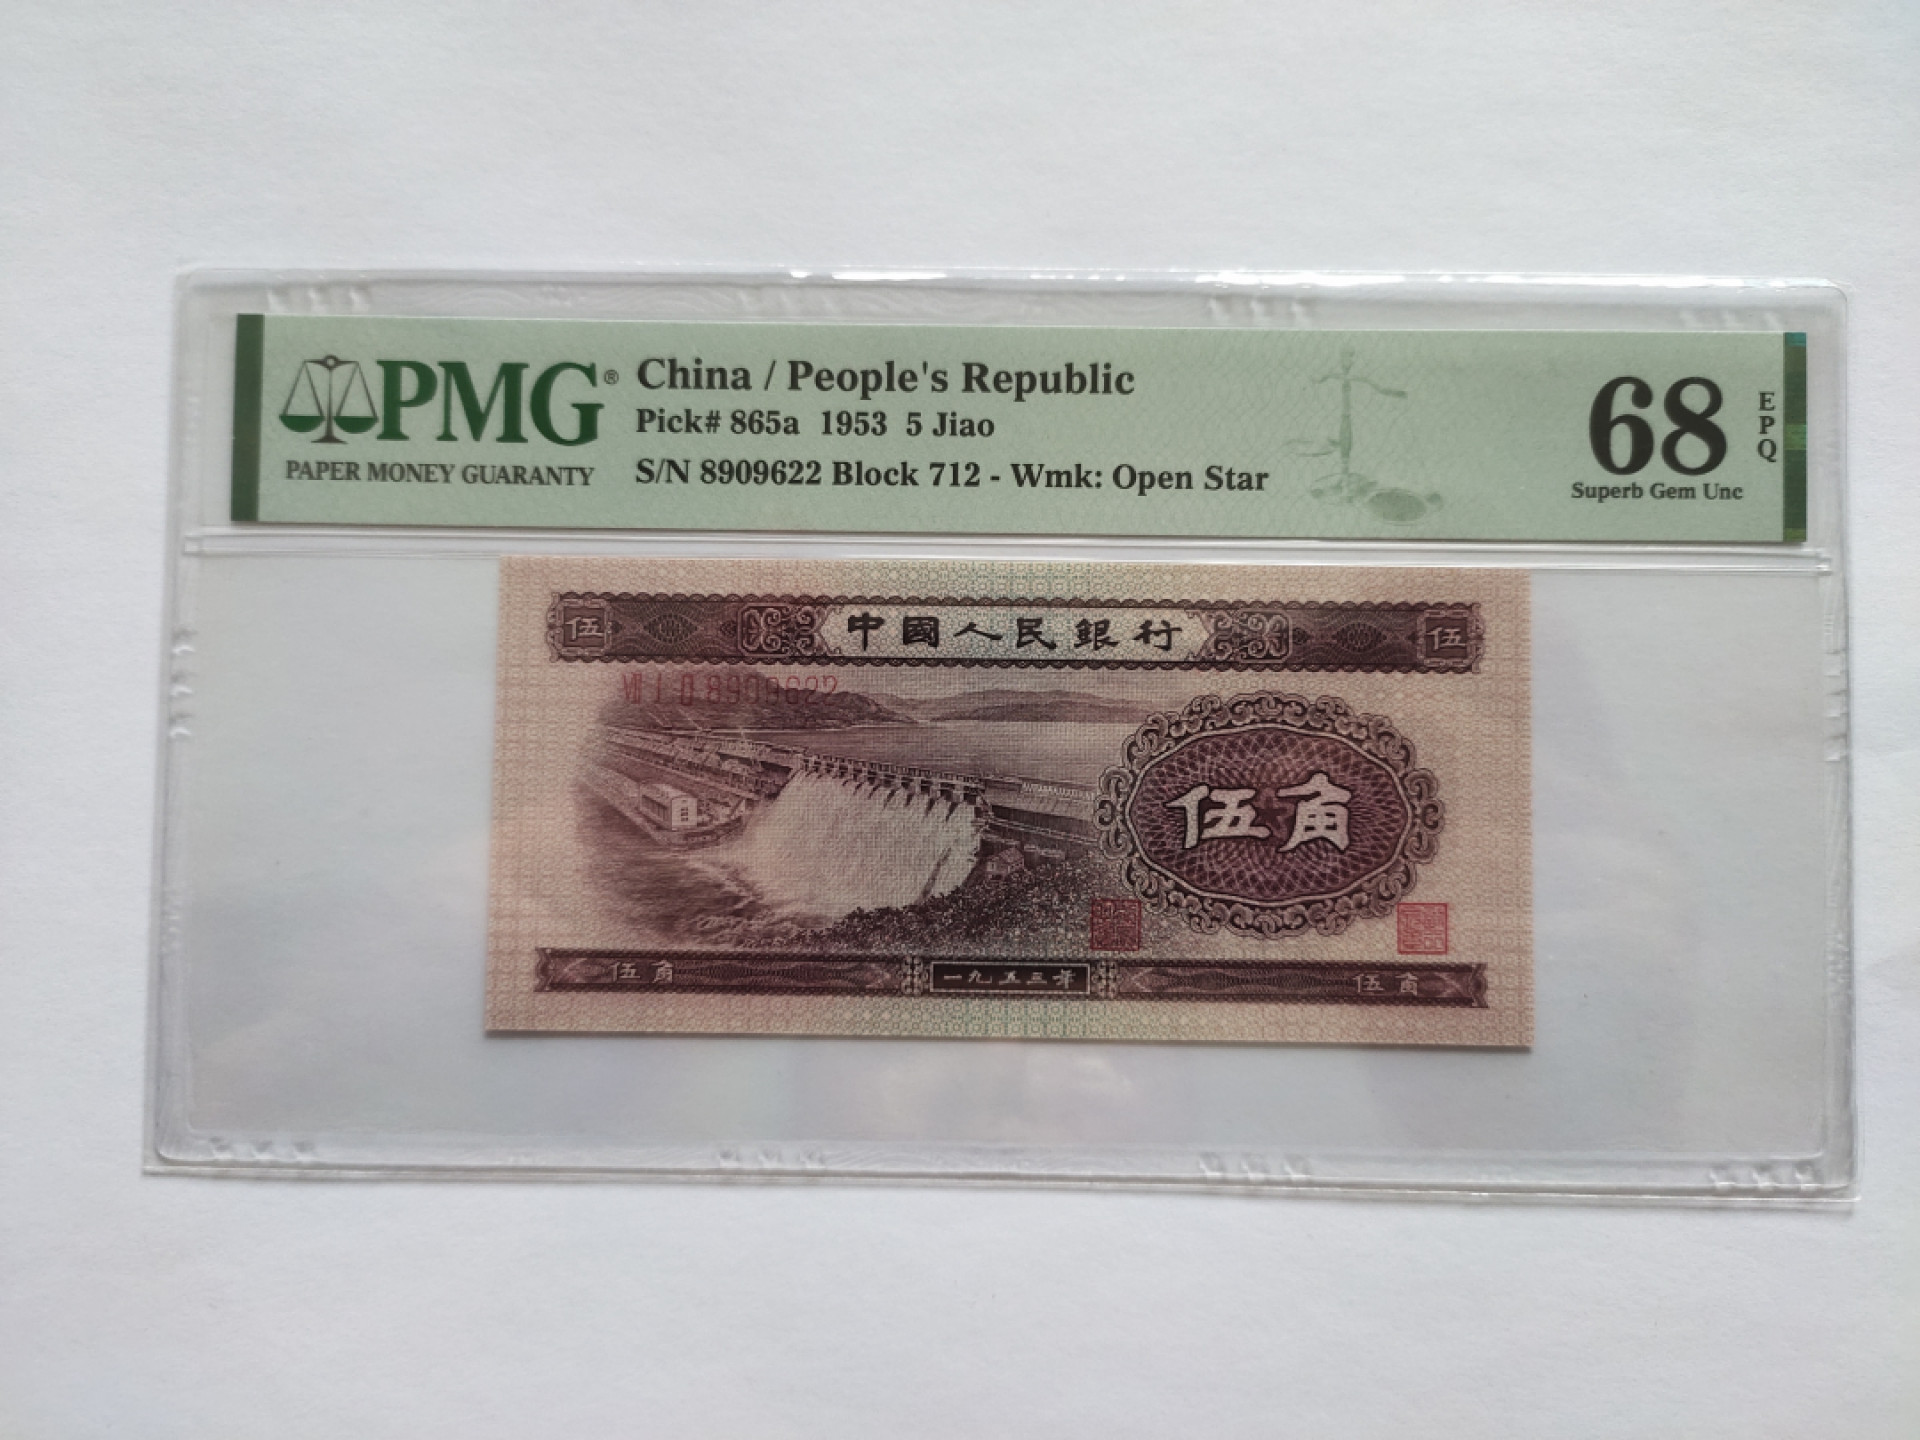 PMG®
PAPER MONEY GUARANTY
China / People's Republic
Pick# 865a 1953 5 Jiao
S/N 8909622 Block 712 - Wmk: Open Star
68
EPQ
Superb Gem Unc
伍 中國人民銀行 伍
8909622
伍角
伍角 一九五三年 伍角